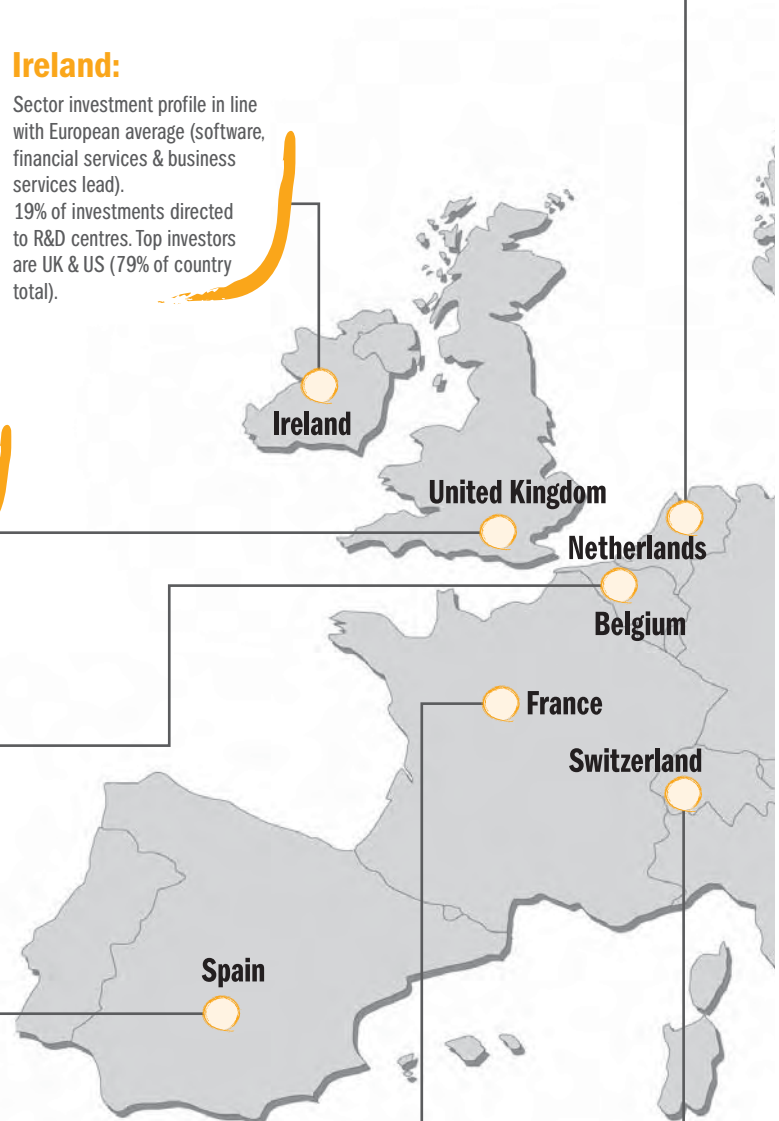 Ireland:
Sector investment profile in line
with European average (software,
financial services & business
services lead).
19% of investments directed
to R&D centres. Top investors
are UK & US (79% of country
total).
Ireland
United Kingdom
Netherlands
Belgium
France
Switzerland
Spain